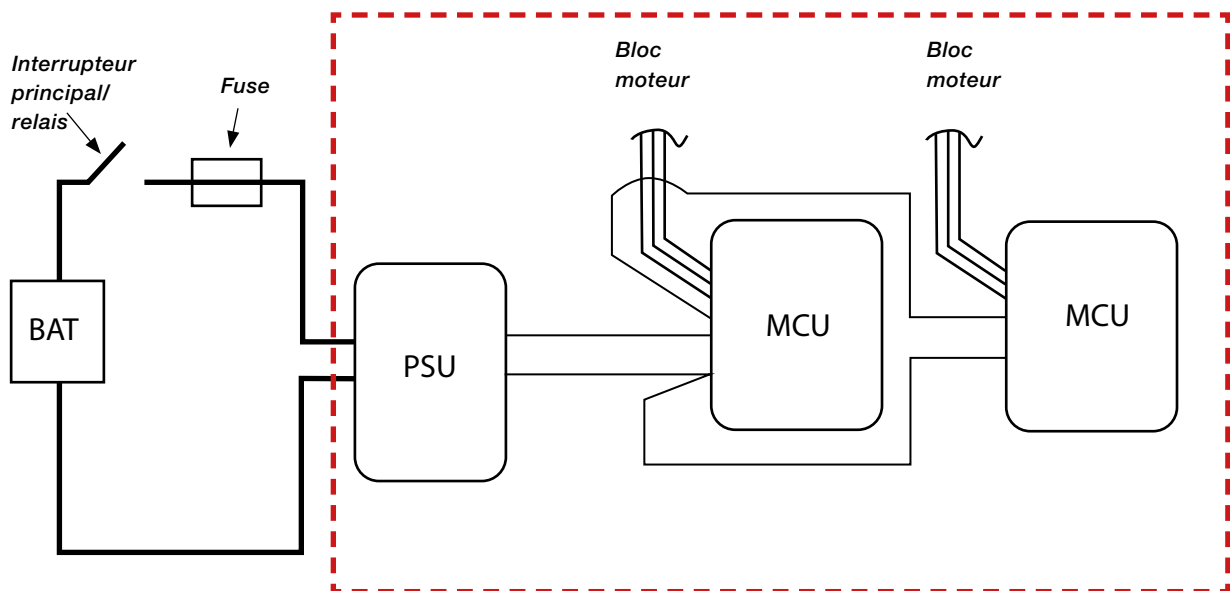 Interrupteur
principal/
relais
Fuse
Bloc
moteur
Bloc
moteur
BAT
PSU
MCU
MCU